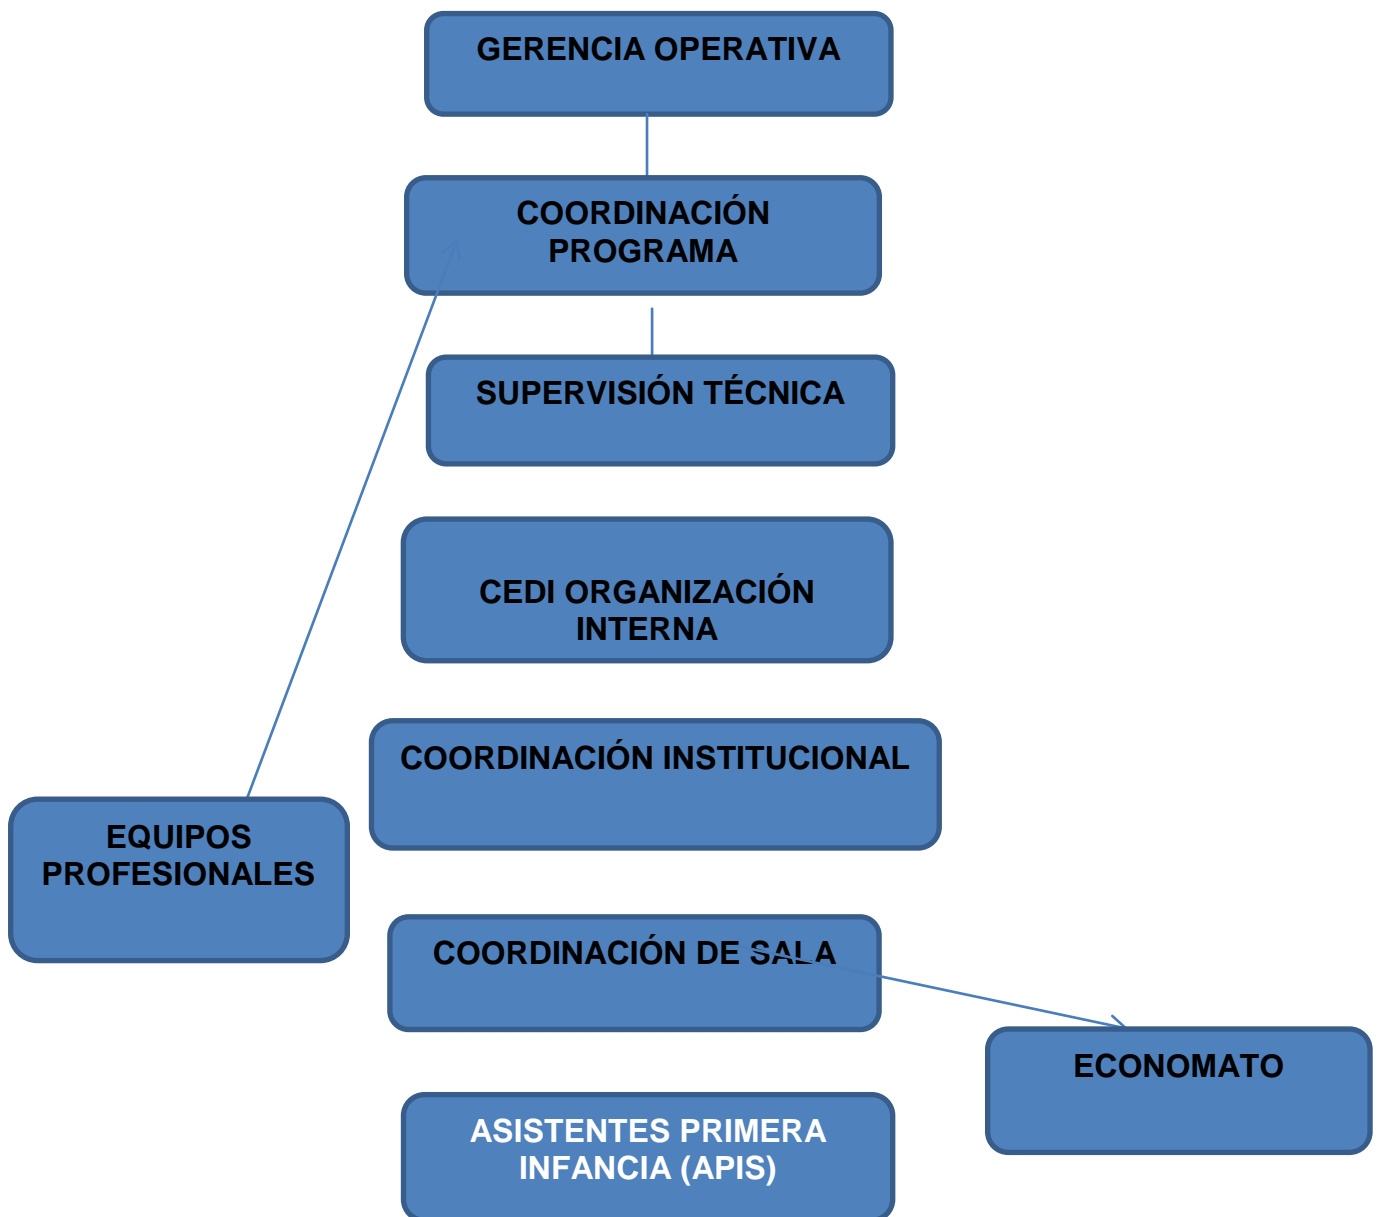 GERENCIA OPERATIVA
COORDINACIÓN
PROGRAMA
SUPERVISIÓN TÉCNICA
CEDI ORGANIZACIÓN
INTERNA
COORDINACIÓN INSTITUCIONAL
EQUIPOS
PROFESIONALES
COORDINACIÓN DE SALA
ECONOMATO
ASISTENTES PRIMERA
INFANCIA (APIS)